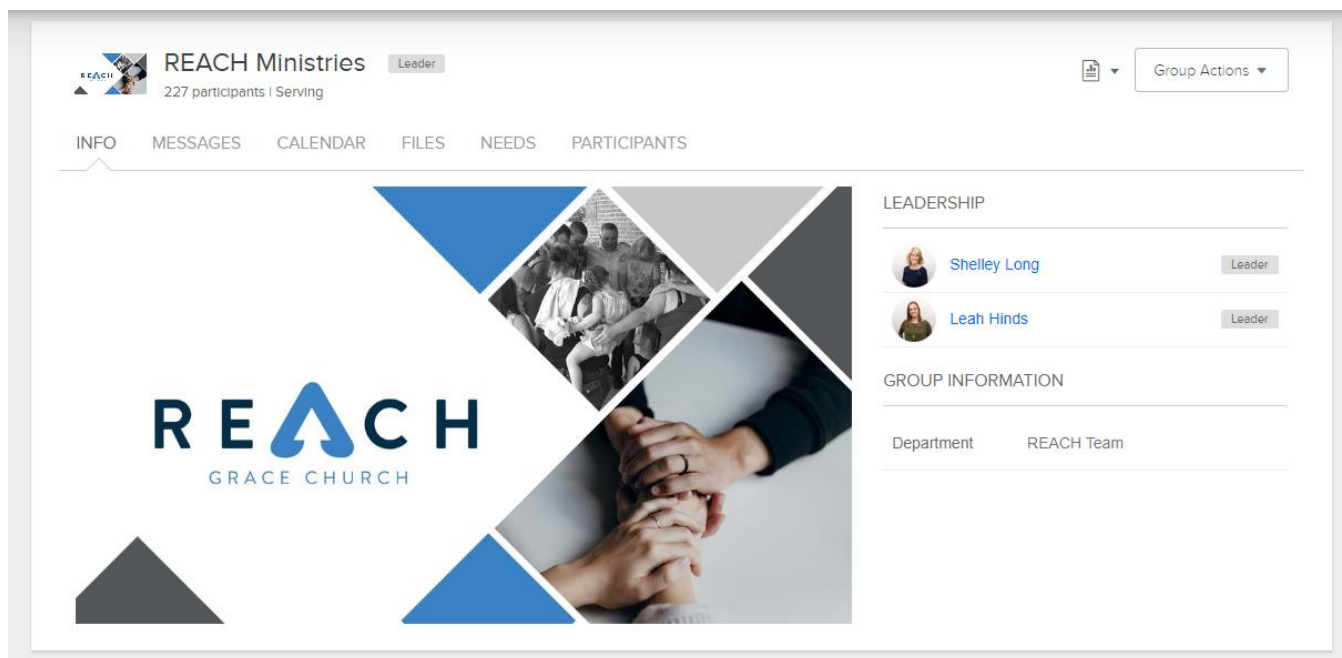 REACH Ministries Leader
227 participants | Serving
Group Actions
INFO MESSAGES CALENDAR FILES NEEDS PARTICIPANTS
REACH
GRACE CHURCH
LEADERSHIP
Shelley Long Leader
Leah Hinds Leader
GROUP INFORMATION
Department REACH Team